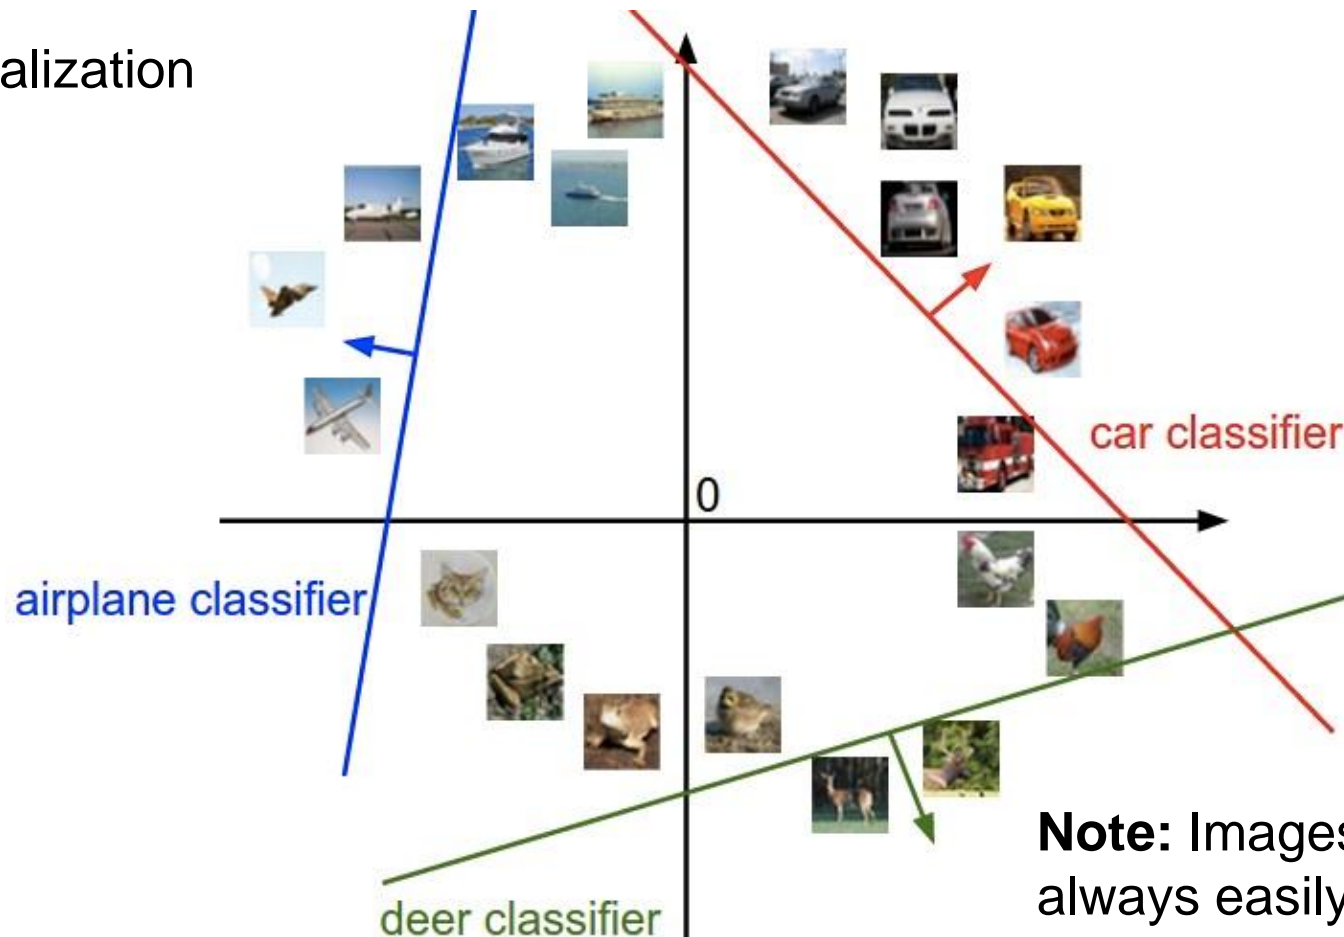 alization
0
car classifier
airplane classifier
Note: Images
always easily
deer classifier